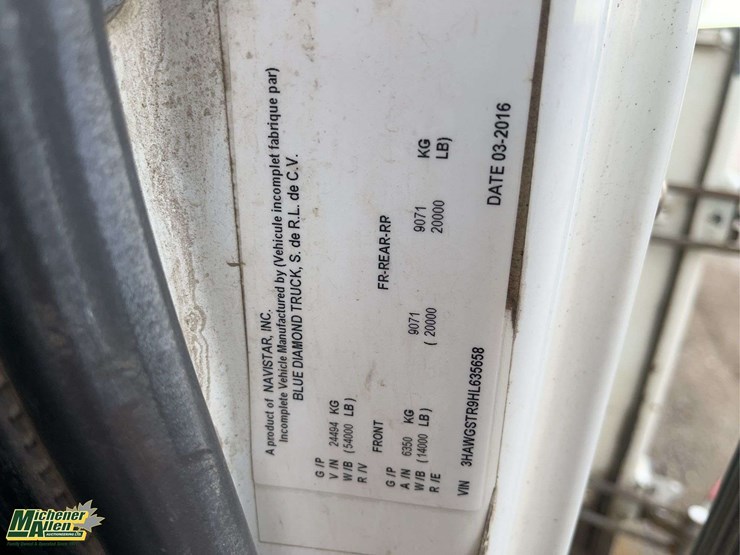 A product of NAVISTAR, INC.
Incomplete Vehicle Manufactured by (Vehicule incomplet fabrique par)
BLUE DIAMOND TRUCK, S. de R.L. de C.V.
G/P
V/N 24494 KG
W/B (54000 LB)
R/V
FRONT FR-REAR-RR
G/P
A/N 6350 KG 9071 9071 KG
W/B (14000 LB) (20000 20000 LB)
R/E
VIN 3HAWGSTR9HL635658 DATE 03-2016
Michener
Allen
AUCTIONEERING LTD.